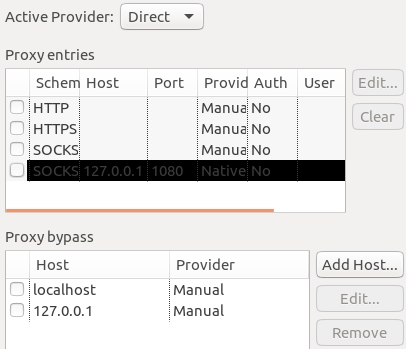 Active Provider: Direct
Proxy entries
Schem Host Port Provid Auth User
Edit...
HTTP Manua No
HTTPS Manua No
Clear
SOCKS Manua No
SOCKS 127.0.0.1 1080 Native No
Proxy bypass
Host Provider
Add Host...
localhost Manual
Edit...
127.0.0.1 Manual
Remove